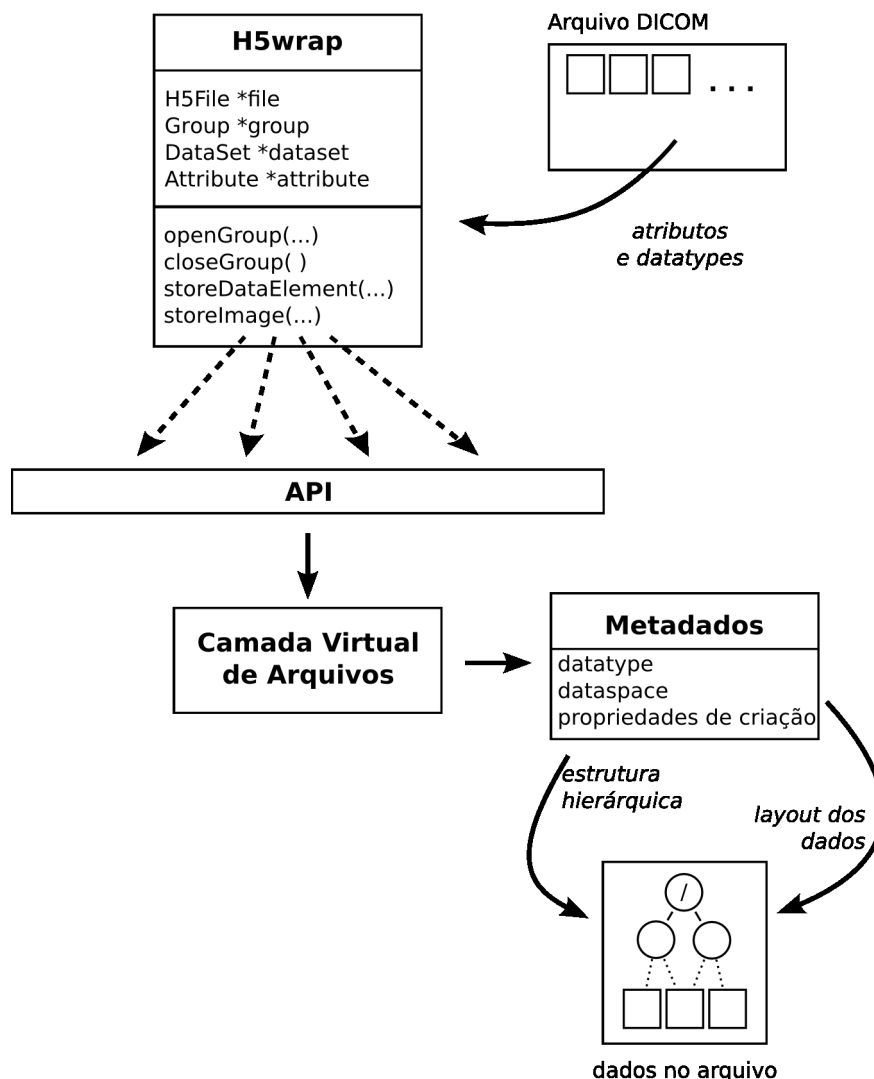 H5wrap
H5File *file
Group *group
DataSet *dataset
Attribute *attribute
openGroup(...)
closeGroup( )
storeDataElement(...)
storeImage(...)
Arquivo DICOM
. . .
atributos
e datatypes
API
Camada Virtual
de Arquivos
Metadados
datatype
dataspace
propriedades de criação
estrutura
hierárquica
layout dos
dados
/
dados no arquivo